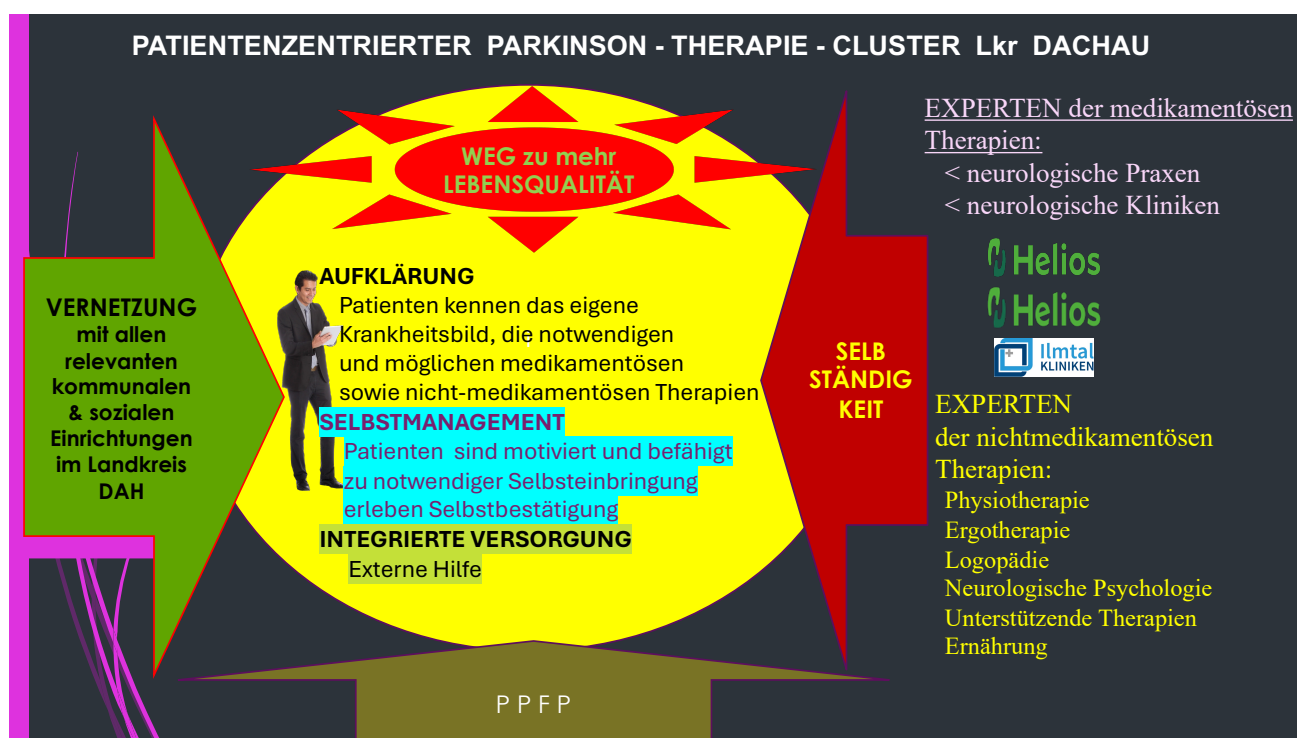 PATIENTENZENTRIERTER PARKINSON - THERAPIE - CLUSTER Lkr DACHAU
WEG zu mehr
LEBENSQUALITÄT
VERNETZUNG
mit allen
relevanten
kommunalen
& sozialen
Einrichtungen
im Landkreis
DAH
AUFKLÄRUNG
Patienten kennen das eigene
Krankheitsbild, die notwendigen
und möglichen medikamentösen
sowie nicht-medikamentösen Therapien
SELBSTMANAGEMENT
Patienten sind motiviert und befähigt
zu notwendiger Selbsteinbringung
erleben Selbstbestätigung
INTEGRIERTE VERSORGUNG
Externe Hilfe
SELB
STÄNDIG
KEIT
EXPERTEN der medikamentösen
Therapien:
< neurologische Praxen
< neurologische Kliniken
Helios
Helios
Ilmtal
KLINIKEN
EXPERTEN
der nichtmedikamentösen
Therapien:
Physiotherapie
Ergotherapie
Logopädie
Neurologische Psychologie
Unterstützende Therapien
Ernährung
P P F P